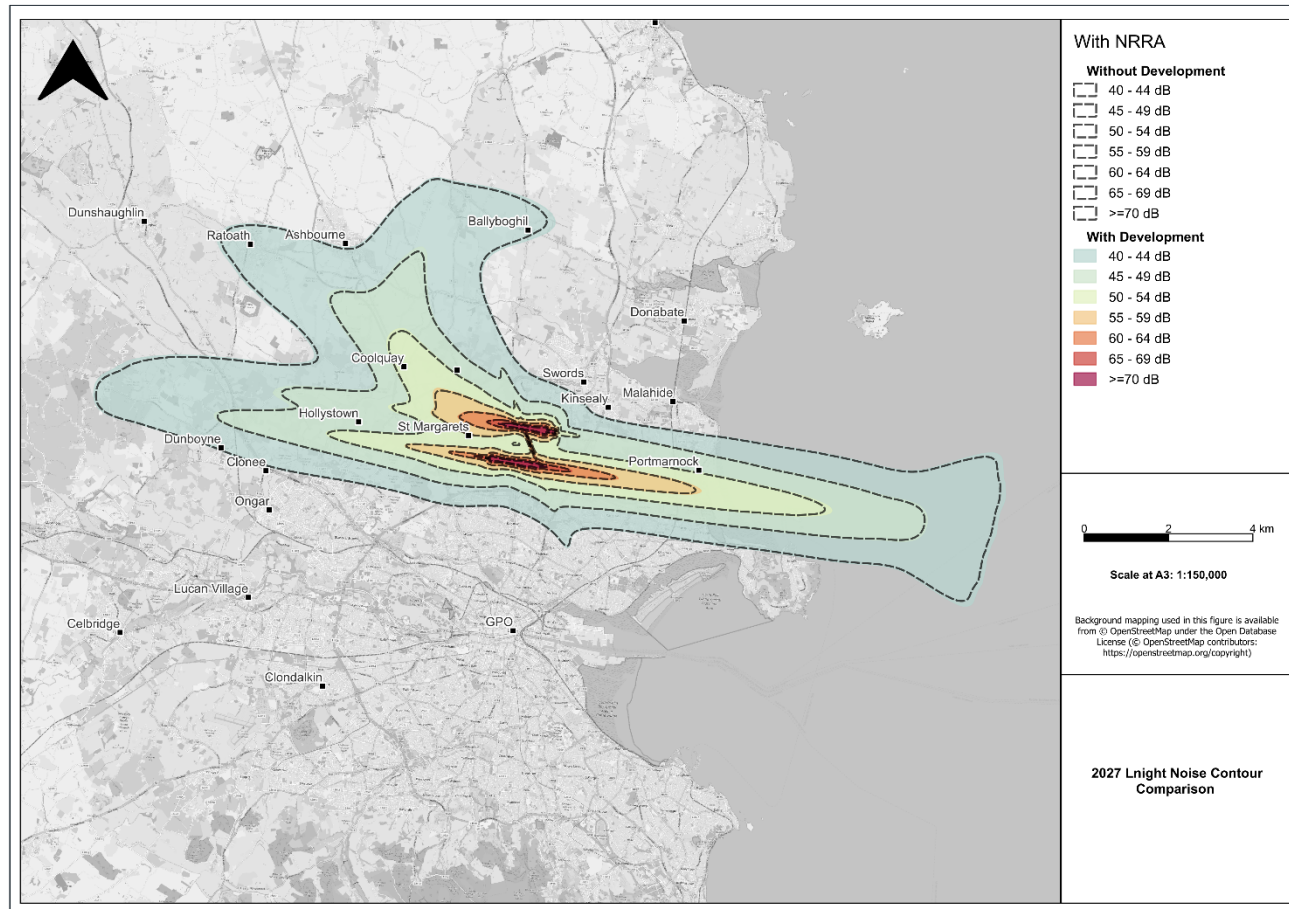 Dunshaughlin
Ratoath
Ashbourne
Ballyboghil
Donabate
Coolquay
Swords
Kinsealy
Malahide
Hollystown
St Margarets
Dunboyne
Clonee
Portmarnock
Ongar
Lucan Village
Celbridge
GPO
Clondalkin
With NRRA
Without Development
40 - 44 dB
45 - 49 dB
50 - 54 dB
55 - 59 dB
60 - 64 dB
65 - 69 dB
>=70 dB
With Development
40 - 44 dB
45 - 49 dB
50 - 54 dB
55 - 59 dB
60 - 64 dB
65 - 69 dB
>=70 dB
0 2 4 km
Scale at A3: 1:150,000
Background mapping used in this figure is available
from © OpenStreetMap under the Open Database
License (© OpenStreetMap contributors:
https://openstreetmap.org/copyright)
2027 Lnight Noise Contour
Comparison